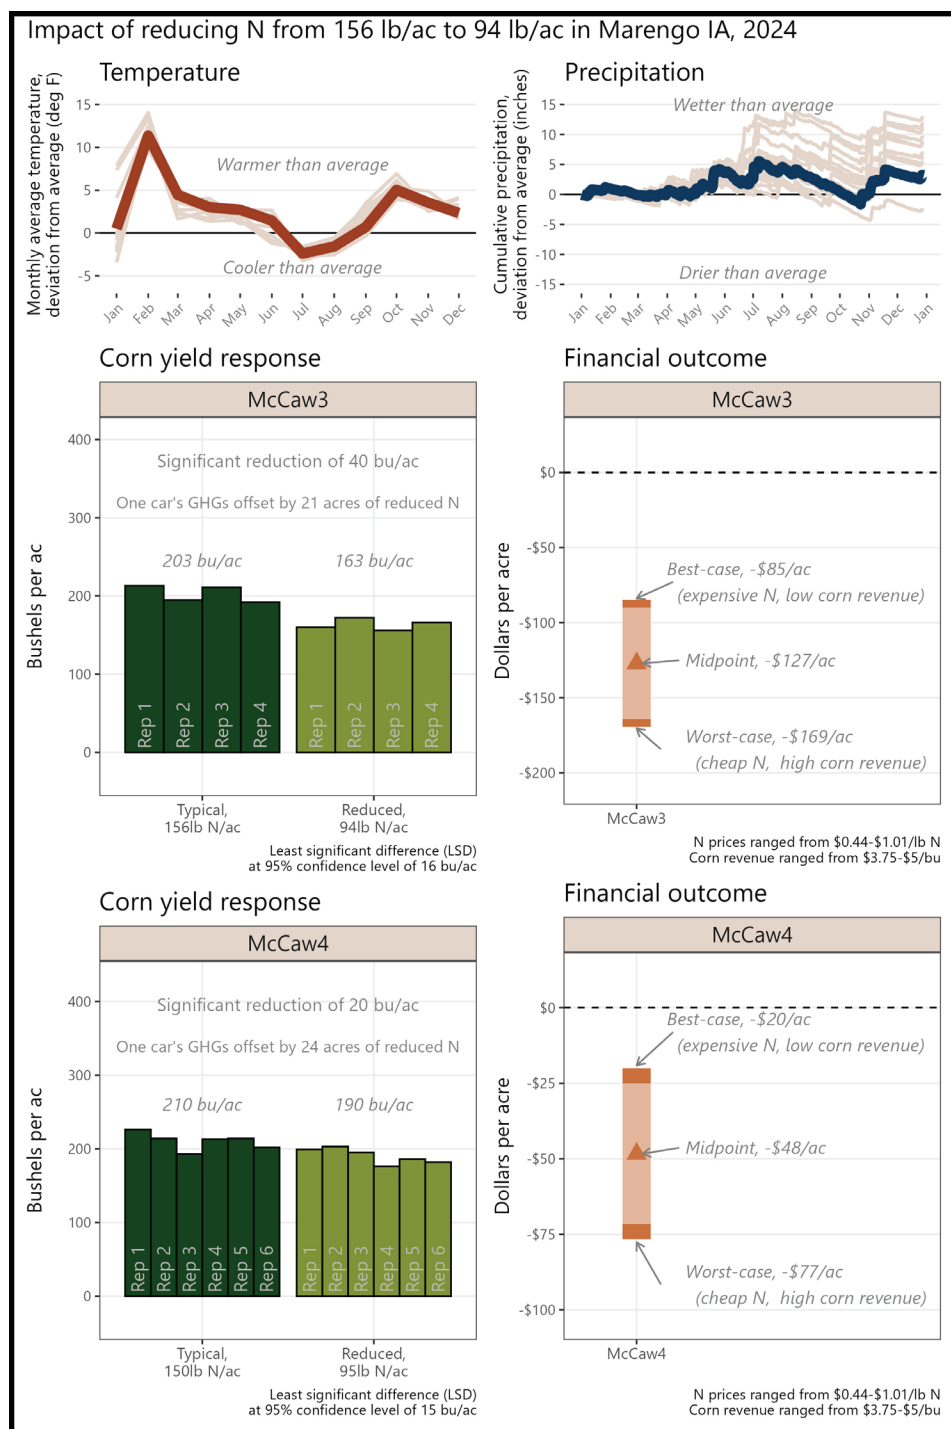 Impact of reducing N from 156 lb/ac to 94 lb/ac in Marengo IA, 2024
Temperature
Monthly average temperature,
deviation from average (deg F)
15
10
5
0
-5
Warmer than average
Cooler than average
Jan
Feb
Mar
Apr
May
Jun
Jul
Aug
Sep
Oct
Nov
Dec
Precipitation
Cumulative precipitation,
deviation from average (inches)
15
10
5
0
-5
-10
-15
Wetter than average
Drier than average
Jan
Feb
Mar
Apr
May
Jun
Jul
Aug
Sep
Oct
Nov
Dec
Jan
Corn yield response
McCaw3
Bushels per ac
400
300
200
100
0
Significant reduction of 40 bu/ac
One car's GHGs offset by 21 acres of reduced N
203 bu/ac
163 bu/ac
Rep 1
Rep 2
Rep 3
Rep 4
Rep 1
Rep 2
Rep 3
Rep 4
Typical,
156lb N/ac
Reduced,
94lb N/ac
Least significant difference (LSD)
at 95% confidence level of 16 bu/ac
Financial outcome
McCaw3
Dollars per acre
$0
-$50
-$100
-$150
-$200
Best-case, -$85/ac
(expensive N, low corn revenue)
Midpoint, -$127/ac
Worst-case, -$169/ac
(cheap N,  high corn revenue)
McCaw3
N prices ranged from $0.44-$1.01/lb N
Corn revenue ranged from $3.75-$5/bu
Corn yield response
McCaw4
Bushels per ac
400
300
200
100
0
Significant reduction of 20 bu/ac
One car's GHGs offset by 24 acres of reduced N
210 bu/ac
190 bu/ac
Rep 1
Rep 2
Rep 3
Rep 4
Rep 5
Rep 6
Rep 1
Rep 2
Rep 3
Rep 4
Rep 5
Rep 6
Typical,
150lb N/ac
Reduced,
95lb N/ac
Least significant difference (LSD)
at 95% confidence level of 15 bu/ac
Financial outcome
McCaw4
Dollars per acre
$0
-$25
-$50
-$75
-$100
Best-case, -$20/ac
(expensive N, low corn revenue)
Midpoint, -$48/ac
Worst-case, -$77/ac
(cheap N,  high corn revenue)
McCaw4
N prices ranged from $0.44-$1.01/lb N
Corn revenue ranged from $3.75-$5/bu